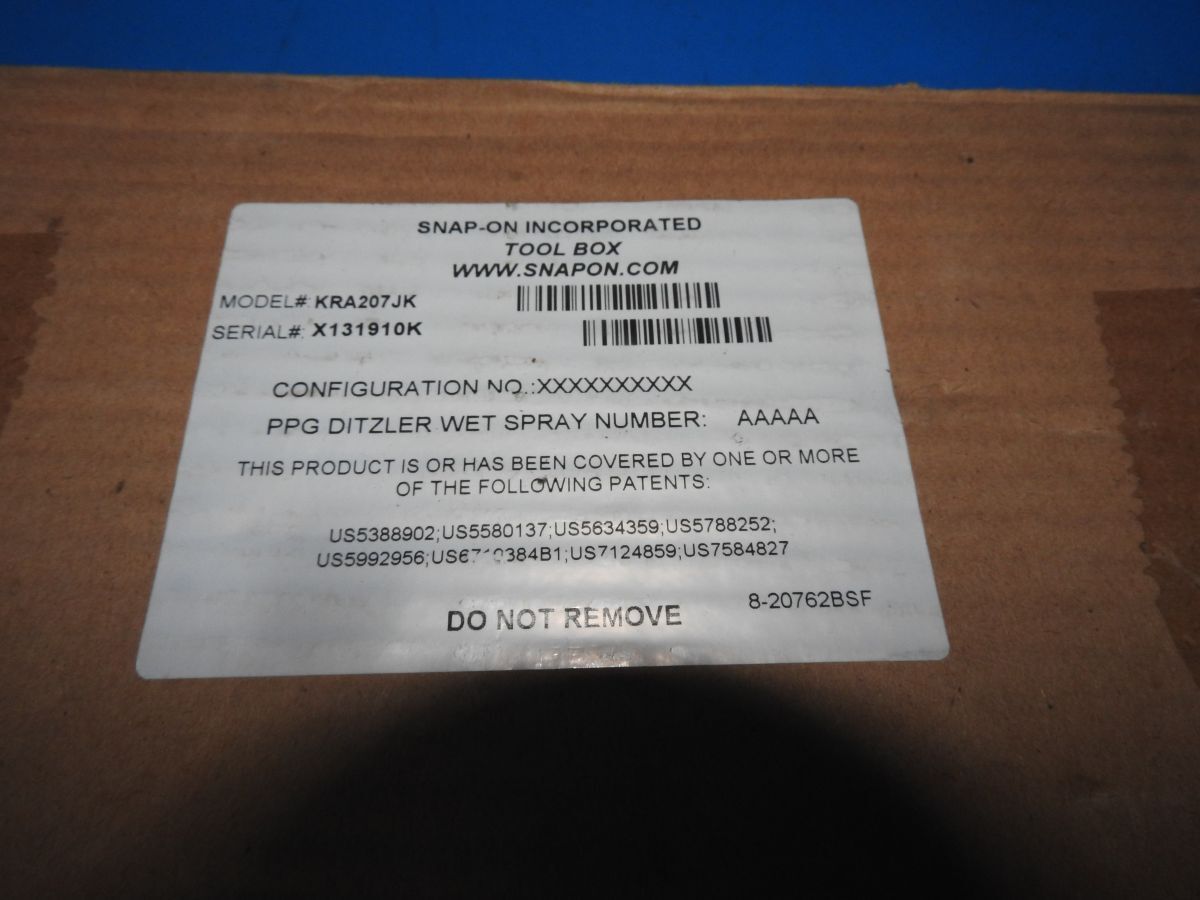 SNAP-ON INCORPORATED
TOOL BOX
WWW.SNAPON.COM
MODEL#: KRA207JK
SERIAL#: X131910K
CONFIGURATION NO.:XXXXXXXXXX
PPG DITZLER WET SPRAY NUMBER: AAAAA
THIS PRODUCT IS OR HAS BEEN COVERED BY ONE OR MORE
OF THE FOLLOWING PATENTS:
US5388902;US5580137;US5634359;US5788252;
US5992956;US7124859;US7584827
DO NOT REMOVE
8-20762BSF